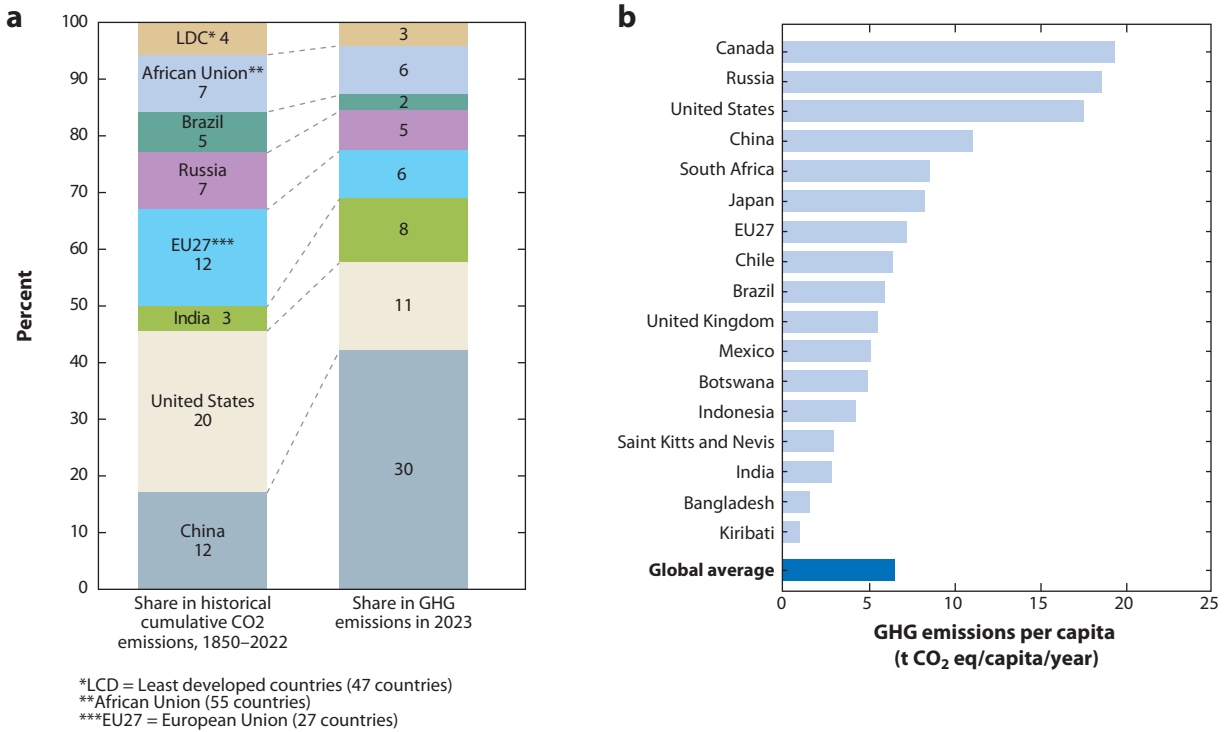 a
Percent
100
90
80
70
60
50
40
30
20
10
0
LDC* 4
African Union**
7
Brazil
5
Russia
7
EU27***
12
India 3
United States
20
China
12
3
6
2
5
6
8
11
30
Share in historical
cumulative CO2
emissions, 1850–2022
Share in GHG
emissions in 2023
*LCD = Least developed countries (47 countries)
**African Union (55 countries)
***EU27 = European Union (27 countries)
b
Canada
Russia
United States
China
South Africa
Japan
EU27
Chile
Brazil
United Kingdom
Mexico
Botswana
Indonesia
Saint Kitts and Nevis
India
Bangladesh
Kiribati
Global average
0 5 10 15 20 25
GHG emissions per capita
(t CO₂ eq/capita/year)